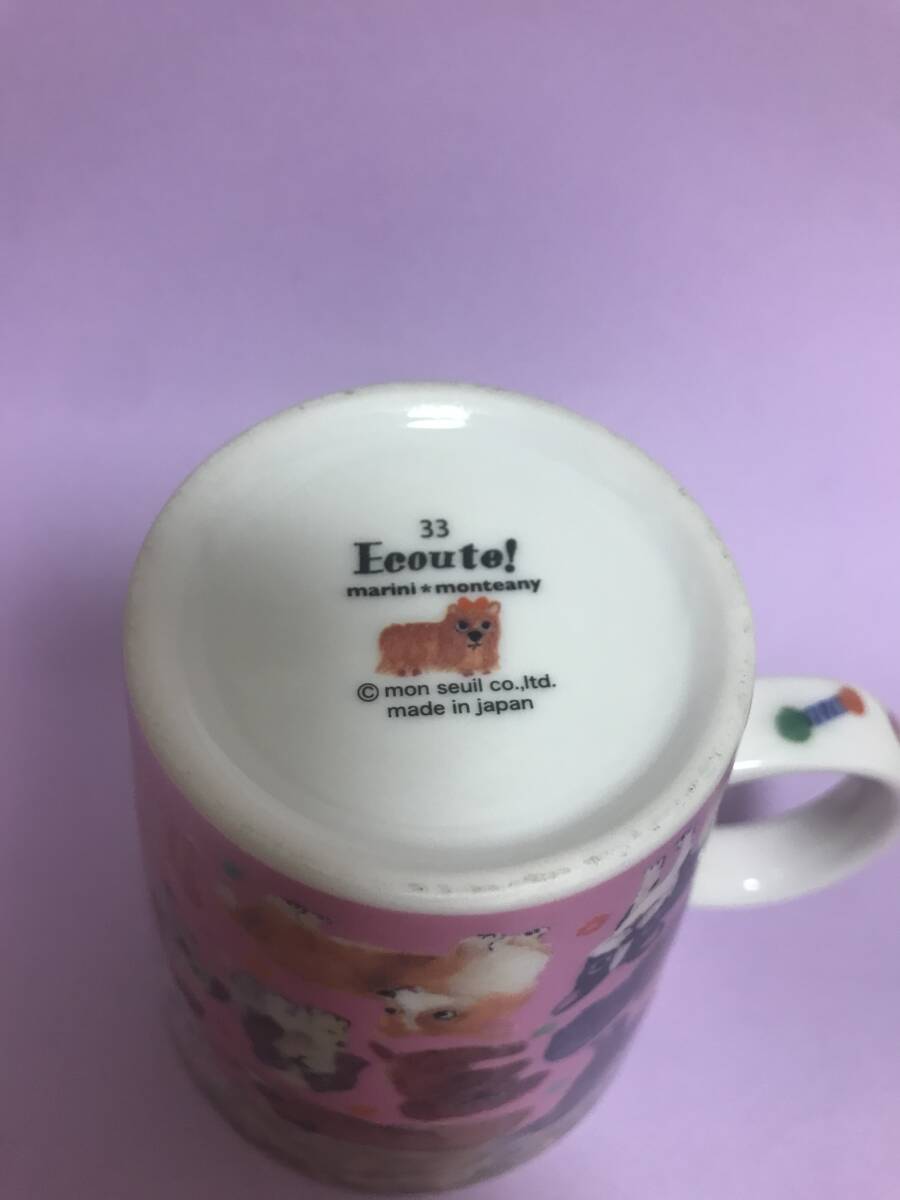 33
Ecoute!
marini★monteany
© mon seuil co.,ltd.
made in japan